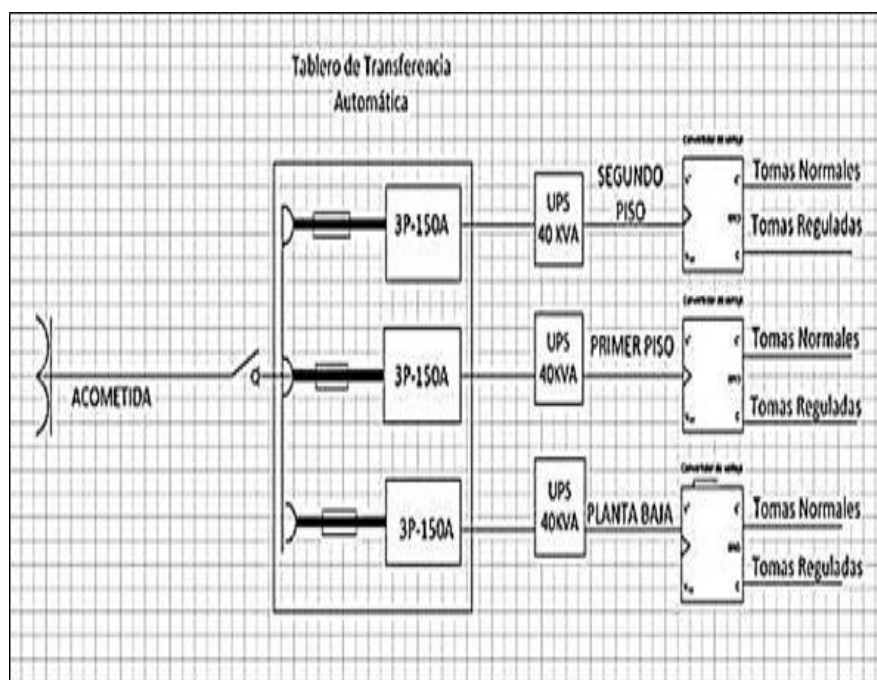 Tablero de Transferencia
Automática
3P-150A
UPS
40 KVA
SEGUNDO
PISO
Tomas Normales
Tomas Reguladas
ACOMETIDA
3P-150A
UPS
40KVA
PRIMER PISO
Tomas Normales
Tomas Reguladas
3P-150A
UPS
40KVA
PLANTA BAJA
Tomas Normales
Tomas Reguladas